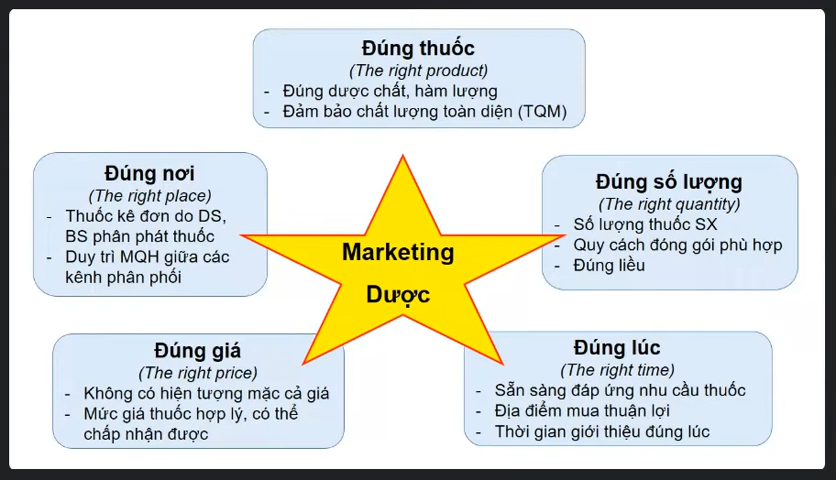 Đúng thuốc
(The right product)
- Đúng dược chất, hàm lượng
- Đảm bảo chất lượng toàn diện (TQM)
Đúng nơi
(The right place)
- Thuốc kê đơn do DS,
BS phân phát thuốc
- Duy trì MQH giữa các
kênh phân phối
Đúng số lượng
(The right quantity)
- Số lượng thuốc SX
- Quy cách đóng gói phù hợp
- Đúng liều
Marketing
Dược
Đúng giá
(The right price)
- Không có hiện tượng mặc cả giá
- Mức giá thuốc hợp lý, có thể
chấp nhận được
Đúng lúc
(The right time)
- Sẵn sàng đáp ứng nhu cầu thuốc
- Địa điểm mua thuận lợi
- Thời gian giới thiệu đúng lúc